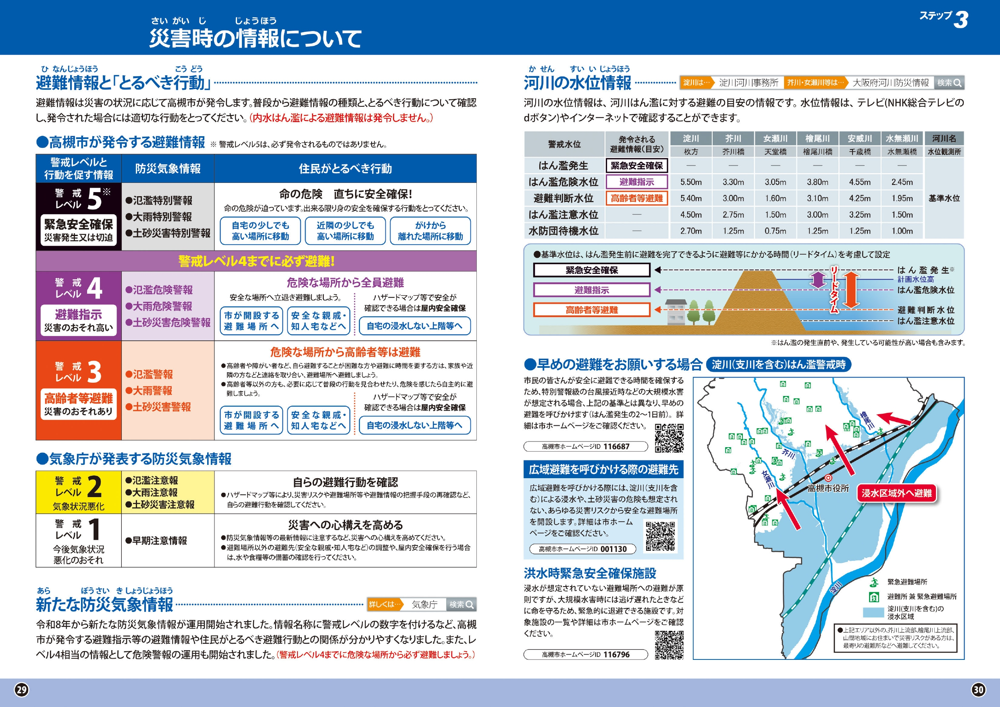 ステップ3
さいがいじ じょうほう
災害時の情報について
ひなんじょうほう こうどう
避難情報と「とるべき行動」
避難情報は災害の状況に応じて高槻市が発令します。普段から避難情報の種類と、とるべき行動について確認
し、発令された場合には適切な行動をとってください。(内水はん濫による避難情報は発令しません。)
●高槻市が発令する避難情報 ※ 警戒レベル5は、必ず発令されるものではありません。
警戒レベルと
行動を促す情報
防災気象情報
住民がとるべき行動
警戒
レベル 5※
緊急安全確保
災害発生又は切迫
●氾濫特別警報
●大雨特別警報
●土砂災害特別警報
命の危険 直ちに安全確保!
命の危険が迫っています。出来る限り身の安全を確保する行動をとってください。
自宅の少しでも
高い場所に移動
近隣の少しでも
高い場所に移動
がけから
離れた場所に移動
警戒レベル4までに必ず避難!
警戒
レベル 4
避難指示
災害のおそれ高い
●氾濫危険警報
●大雨危険警報
●土砂災害危険警報
危険な場所から全員避難
安全な場所へ立退き避難しましょう。
市が開設する
避難場所へ
安全な親戚・
知人宅などへ
ハザードマップ等で安全が
確認できる場合は屋内安全確保
自宅の浸水しない上階等へ
警戒
レベル 3
高齢者等避難
災害のおそれあり
●氾濫警報
●大雨警報
●土砂災害警報
危険な場所から高齢者等は避難
●高齢者や障がい者など、自ら避難することが困難な方や避難に時間を要する方は、家族や近
隣の方などと連絡を取り合い、避難場所へ避難しましょう。
●高齢者等以外の方も、必要に応じて普段の行動を見合わせたり、危険を感じたら自主的に避
難しましょう。
市が開設する
避難場所へ
安全な親戚・
知人宅などへ
ハザードマップ等で安全が
確認できる場合は屋内安全確保
自宅の浸水しない上階等へ
●気象庁が発表する防災気象情報
警戒
レベル 2
気象状況悪化
●氾濫注意報
●大雨注意報
●土砂災害注意報
自らの避難行動を確認
●ハザードマップ等により、災害リスクや避難場所等や避難情報の把握手段の再確認など、
自らの避難行動を確認してください。
警戒
レベル 1
今後気象状況
悪化のおそれ
●早期注意情報
災害への心構えを高める
●防災気象情報等の最新情報に注意するなど、災害への心構えを高めてください。
●避難場所以外の避難先(安全な親戚・知人宅など)の調整や、屋内安全確保を行う場合
は、水や食糧等の備蓄の確認を行ってください。
あら ぼうさい きしょうじょうほう
新たな防災気象情報
詳しくは… 気象庁 検索
令和8年から新たな防災気象情報が運用開始されました。情報名称に警戒レベルの数字を付けるなど、高槻
市が発令する避難指示等の避難情報や住民がとるべき避難行動との関係が分かりやすくなりました。また、レ
ベル4相当の情報として危険警報の運用も開始されました。(警戒レベル4までに危険な場所から必ず避難しましょう。)
29
かせん すいいじょうほう
河川の水位情報
淀川は… 淀川河川事務所 芥川・女瀬川等は… 大阪府河川防災情報 検索
河川の水位情報は、河川はん濫に対する避難の目安の情報です。水位情報は、テレビ(NHK総合テレビの
dボタン)やインターネットで確認することができます。
警戒水位 発令される 淀川 芥川 女瀬川 檜尾川 安威川 水無瀬川 河川名
避難情報(目安) 枚方 芥川橋 天堂橋 檜尾川橋 千歳橋 水無瀬橋 水位観測所
はん濫発生 緊急安全確保 — — — — — —
はん濫危険水位 避難指示 5.50m 3.30m 3.05m 3.80m 4.55m 2.45m
避難判断水位 高齢者等避難 5.40m 3.00m 1.60m 3.10m 4.25m 1.95m 基準水位
はん濫注意水位 — 4.50m 2.75m 1.50m 3.00m 3.25m 1.50m
水防団待機水位 — 2.70m 1.25m 0.75m 1.25m 1.25m 1.00m
●基準水位は、はん濫発生前に避難を完了できるように避難等にかかる時間(リードタイム)を考慮して設定
緊急安全確保
避難指示
高齢者等避難
リードタイム
はん濫発生※
計画水位高
はん濫危険水位
避難判断水位
はん濫注意水位
※はん濫の発生直前や、発生している可能性が高い場合も含みます。
●早めの避難をお願いする場合 淀川(支川を含む)はん濫警戒時
市民の皆さんが安全に避難できる時間を確保する
ため、特別警報級の台風接近時などの大規模水害
が想定される場合、上記の基準とは異なり、早めの
避難を呼びかけます(はん濫発生の2〜1日前)。詳
細は市ホームページをご確認ください。
高槻市ホームページID 116687
広域避難を呼びかける際の避難先
広域避難を呼びかける際には、淀川(支川を含
む)による浸水や、土砂災害の危険も想定され
ない、あらゆる災害リスクから安全な避難場所
を開設します。詳細は市ホーム
ページをご確認ください。
高槻市ホームページID 001130
洪水時緊急安全確保施設
浸水が想定されていない避難場所への避難が原
則ですが、大規模水害時には逃げ遅れたときなど
に命を守るため、緊急的に退避できる施設です。対
象施設の一覧や詳細は市ホームページをご確認
ください。
高槻市ホームページID 116796
檜尾川
芥川
女瀬川
高槻市役所
浸水区域外へ避難
淀川
緊急避難場所
避難所 兼 緊急避難場所
淀川(支川を含む)の
浸水区域
●上記エリア以外の、芥川上流部、檜尾川上流部、
山間地域にお住まいで災害リスクがある方は、
最寄りの避難所などへ避難してください。
30